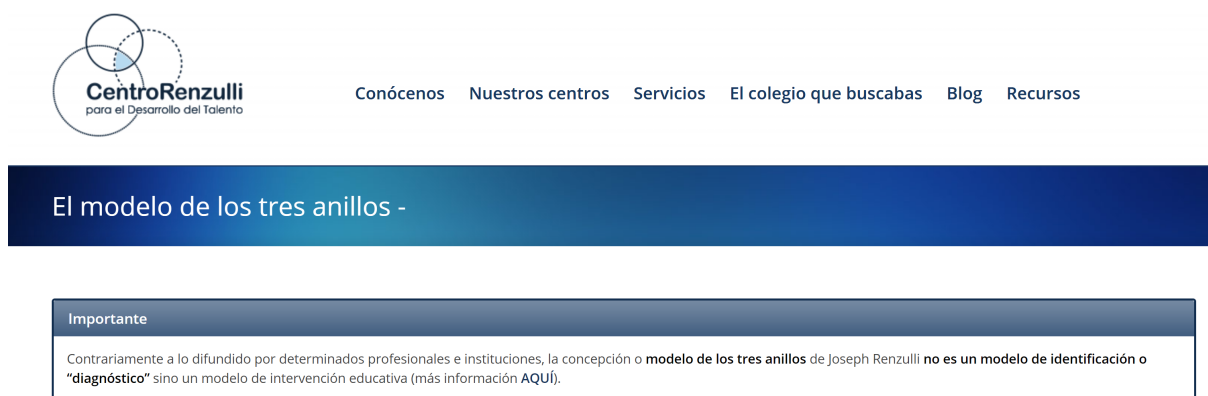 CentroRenzulli
para el Desarrollo del Talento
Conócenos Nuestros centros Servicios El colegio que buscabas Blog Recursos
El modelo de los tres anillos -
Importante
Contrariamente a lo difundido por determinados profesionales e instituciones, la concepción o modelo de los tres anillos de Joseph Renzulli no es un modelo de identificación o
“diagnóstico” sino un modelo de intervención educativa (más información AQUÍ).